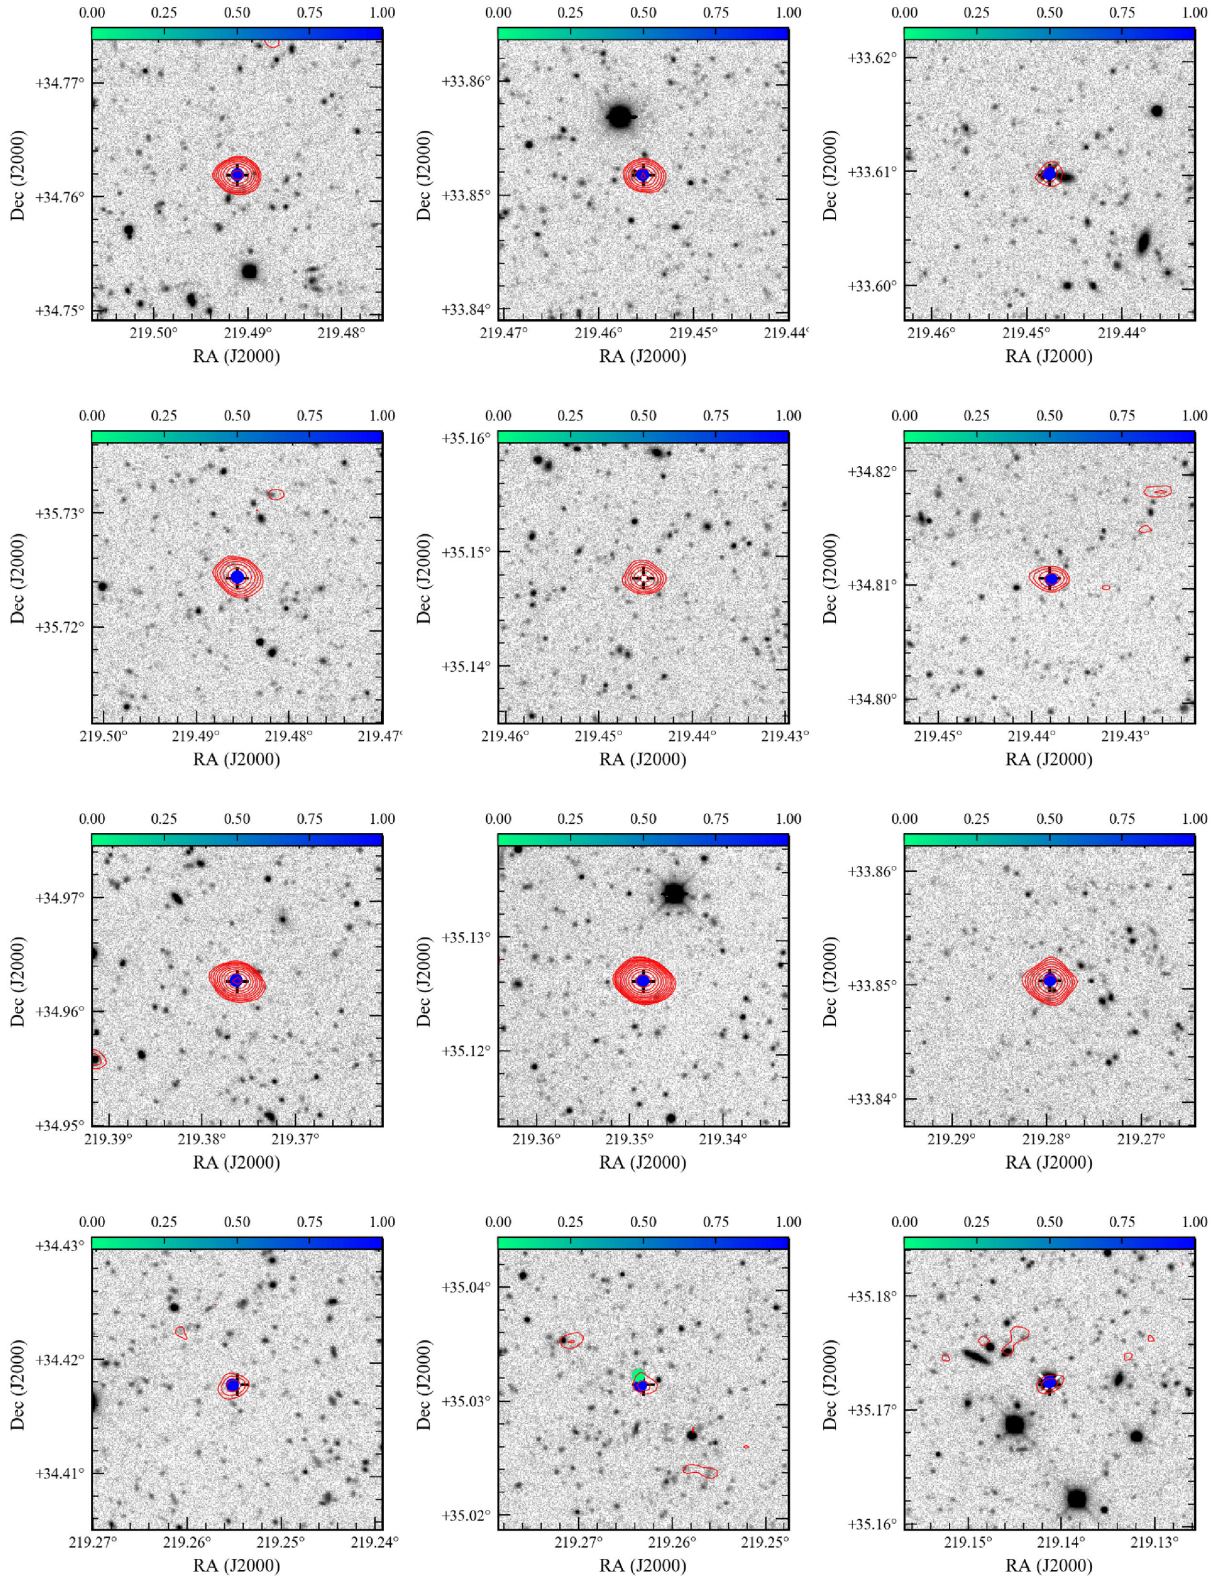 0.00 0.25 0.50 0.75 1.00 0.00 0.25 0.50 0.75 1.00 0.00 0.25 0.50 0.75 1.00
+34.77°
+34.76°
+34.75°
Dec (J2000)
219.50 219.49 219.48
RA (J2000)
+33.86°
+33.85°
+33.84°
Dec (J2000)
219.47 219.46° 219.45° 219.44°
RA (J2000)
+33.62°
+33.61°
+33.60°
Dec (J2000)
219.46° 219.45° 219.44°
RA (J2000)
0.00 0.25 0.50 0.75 1.00 0.00 0.25 0.50 0.75 1.00 0.00 0.25 0.50 0.75 1.00
+35.73°
+35.72°
Dec (J2000)
219.50° 219.49° 219.48° 219.47°
RA (J2000)
+35.16°
+35.15°
+35.14°
Dec (J2000)
219.46° 219.45° 219.44° 219.43°
RA (J2000)
+34.82°
+34.81°
+34.80°
Dec (J2000)
219.45° 219.44° 219.43°
RA (J2000)
0.00 0.25 0.50 0.75 1.00 0.00 0.25 0.50 0.75 1.00 0.00 0.25 0.50 0.75 1.00
+34.97°
+34.96°
+34.95°
Dec (J2000)
219.39° 219.38° 219.37°
RA (J2000)
+35.13°
+35.12°
Dec (J2000)
219.36° 219.35° 219.34°
RA (J2000)
+33.86°
+33.85°
+33.84°
Dec (J2000)
219.29° 219.28° 219.27°
RA (J2000)
0.00 0.25 0.50 0.75 1.00 0.00 0.25 0.50 0.75 1.00 0.00 0.25 0.50 0.75 1.00
+34.43°
+34.42°
+34.41°
Dec (J2000)
219.27° 219.26° 219.25° 219.24°
RA (J2000)
+35.04°
+35.03°
+35.02°
Dec (J2000)
219.27° 219.26° 219.25°
RA (J2000)
+35.18°
+35.17°
+35.16°
Dec (J2000)
219.15° 219.14° 219.13°
RA (J2000)